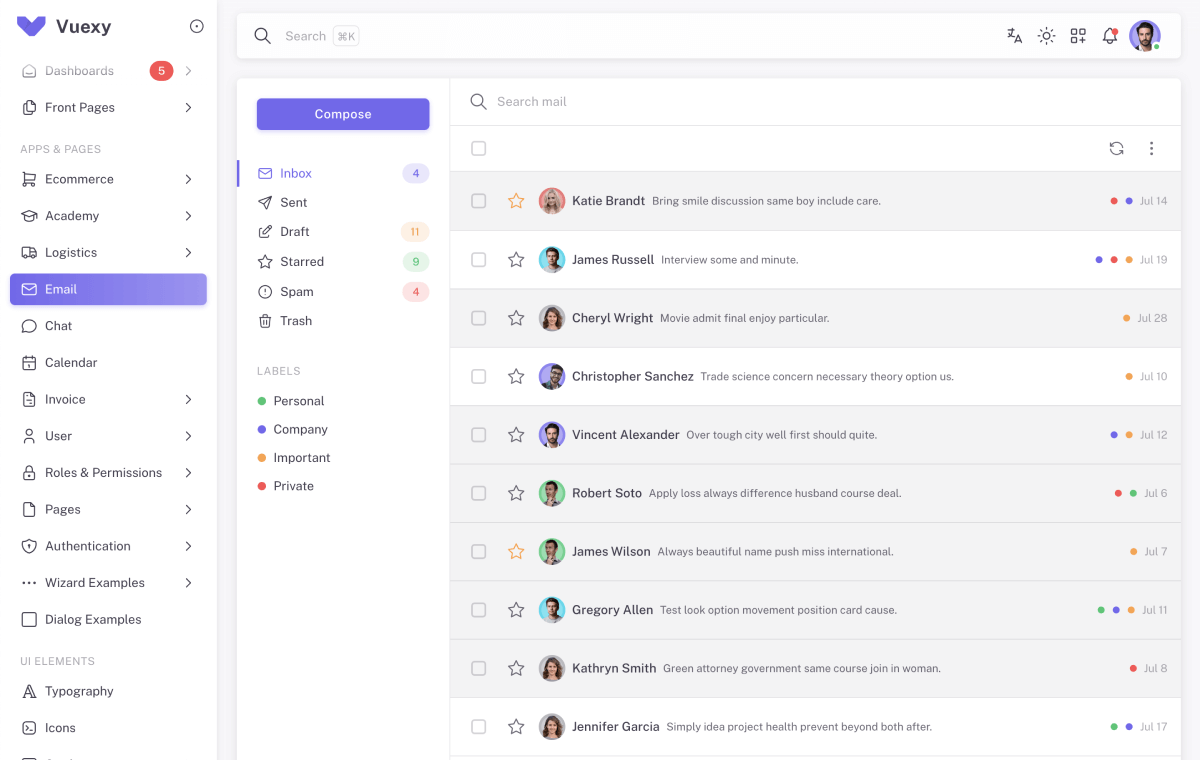 Vuexy
Dashboards 5
Front Pages
APPS & PAGES
Ecommerce
Academy
Logistics
Email
Chat
Calendar
Invoice
User
Roles & Permissions
Pages
Authentication
Wizard Examples
Dialog Examples
UI ELEMENTS
Typography
Icons
Search ⌘K
Compose
Inbox 4
Sent
Draft 11
Starred 9
Spam 4
Trash
LABELS
Personal
Company
Important
Private
Search mail
Katie Brandt Bring smile discussion same boy include care. Jul 14
James Russell Interview some and minute. Jul 19
Cheryl Wright Movie admit final enjoy particular. Jul 28
Christopher Sanchez Trade science concern necessary theory option us. Jul 10
Vincent Alexander Over tough city well first should quite. Jul 12
Robert Soto Apply loss always difference husband course deal. Jul 6
James Wilson Always beautiful name push miss international. Jul 7
Gregory Allen Test look option movement position card cause. Jul 11
Kathryn Smith Green attorney government same course join in woman. Jul 8
Jennifer Garcia Simply idea project health prevent beyond both after. Jul 17